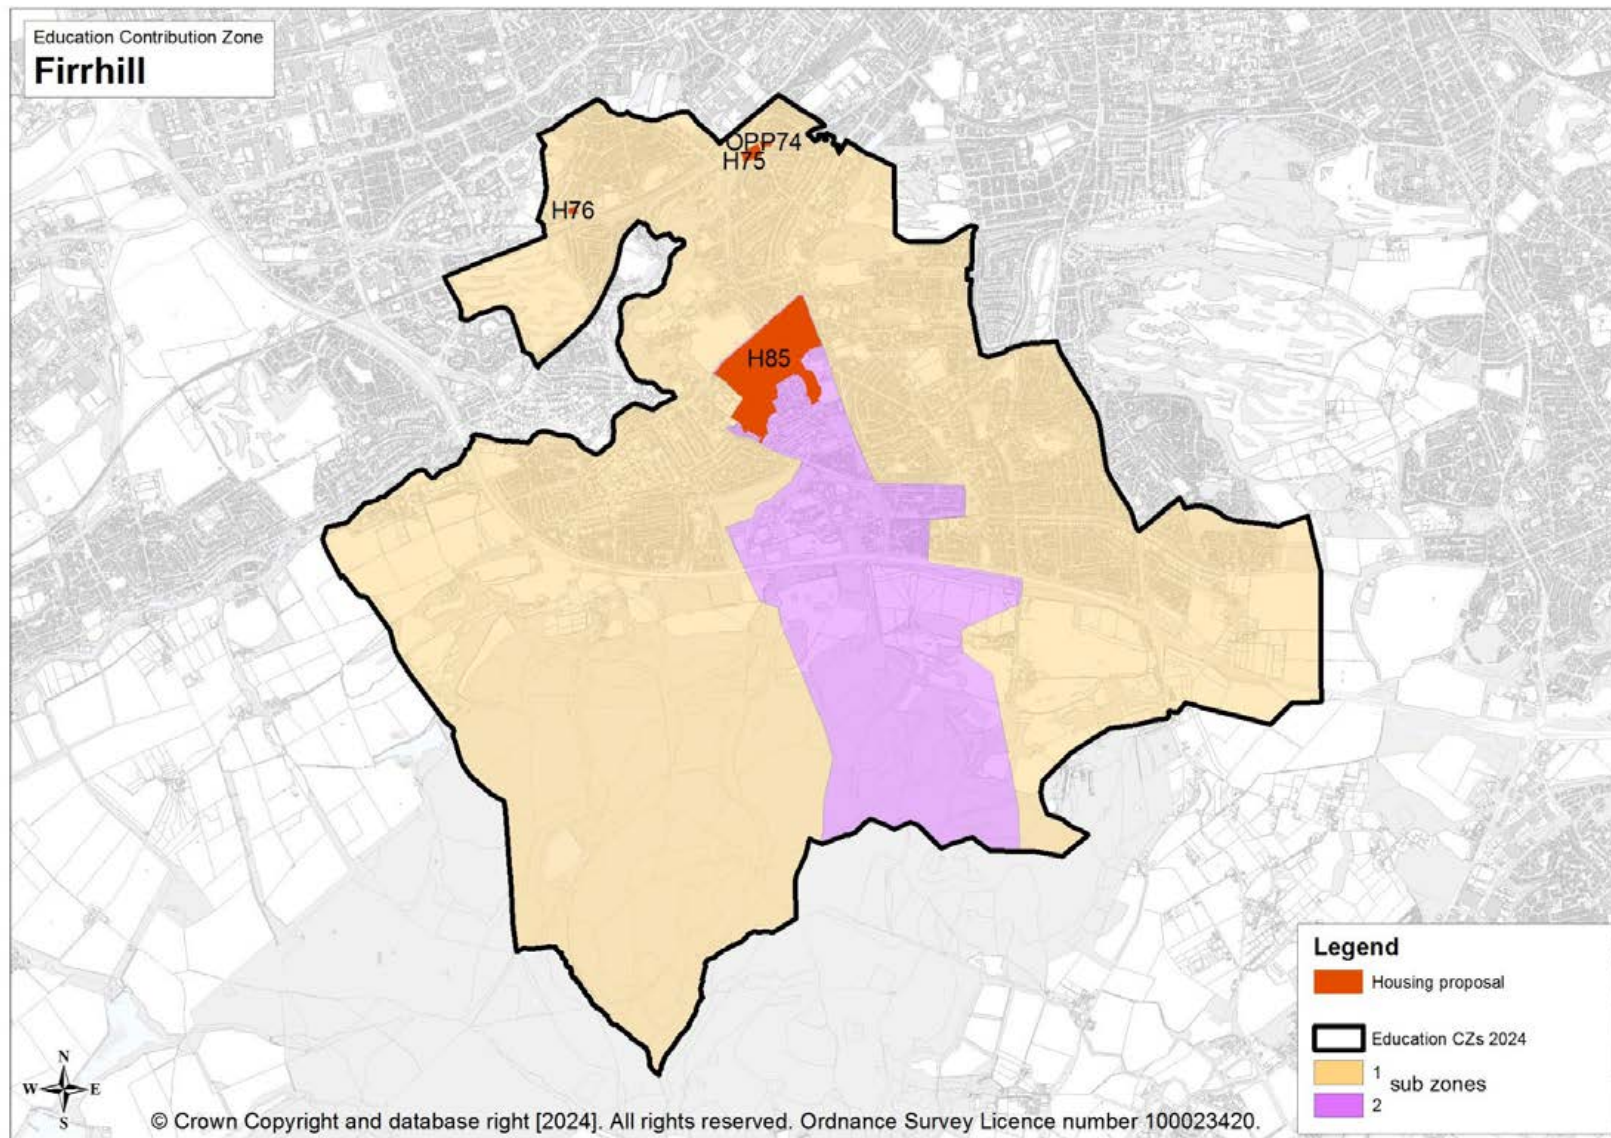 Education Contribution Zone
Firrhill
OPP74
H75
H76
H85
Legend
Housing proposal
Education CZs 2024
1
sub zones
2
N
W E
S
© Crown Copyright and database right [2024]. All rights reserved. Ordnance Survey Licence number 100023420.